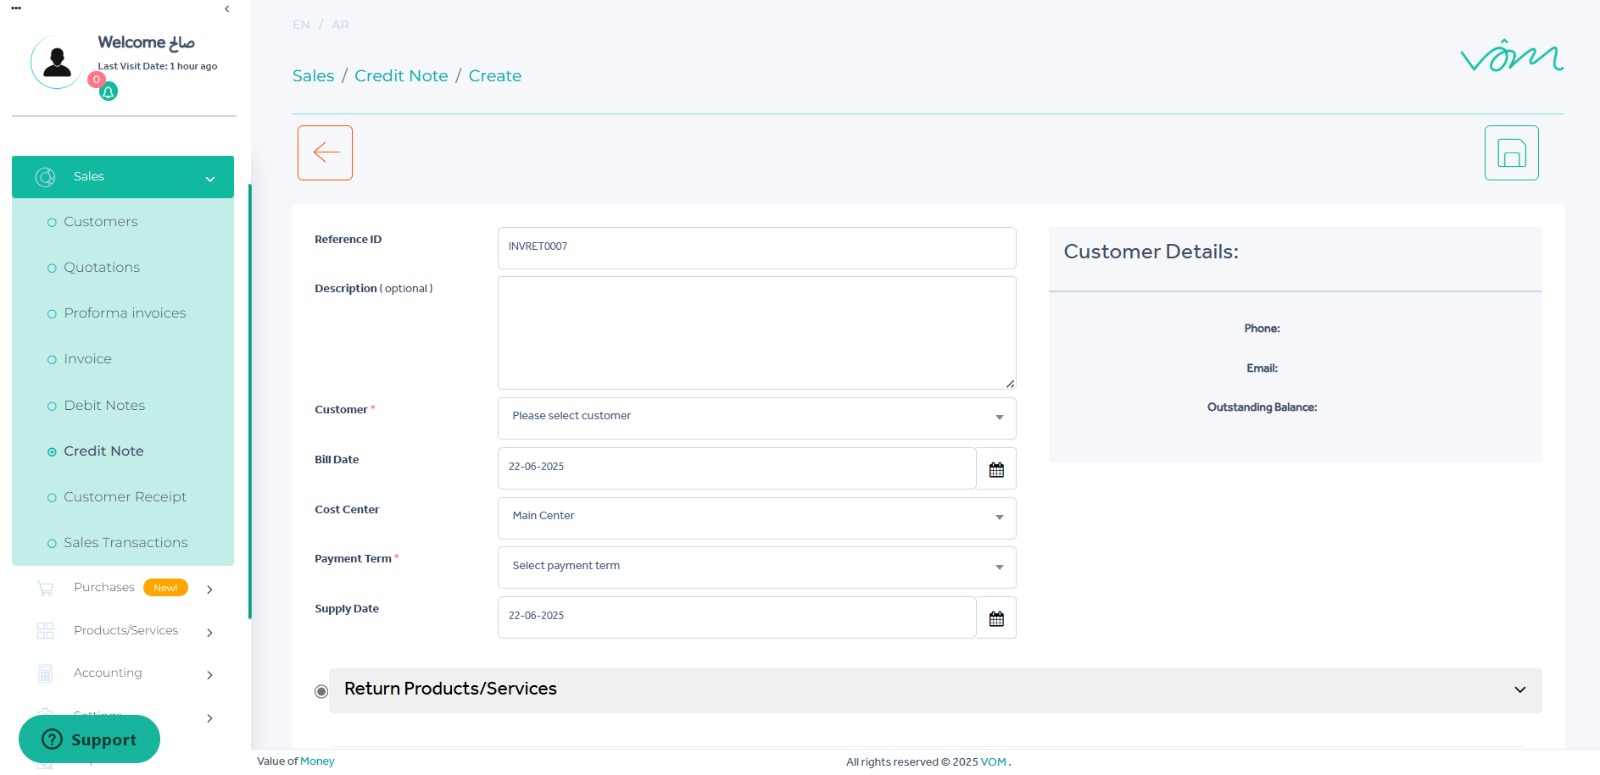 Welcome صالح
Last Visit Date: 1 hour ago
0
Sales
Customers
Quotations
Proforma invoices
Invoice
Debit Notes
Credit Note
Customer Receipt
Sales Transactions
Purchases New!
Products/Services
Accounting
Settings
Support
EN / AR
vôm
Sales / Credit Note / Create
Reference ID
INVRET0007
Description ( optional )
Customer *
Please select customer
Bill Date
22-06-2025
Cost Center
Main Center
Payment Term *
Select payment term
Supply Date
22-06-2025
Customer Details:
Phone:
Email:
Outstanding Balance:
Return Products/Services
Value of Money
All rights reserved © 2025 VOM .